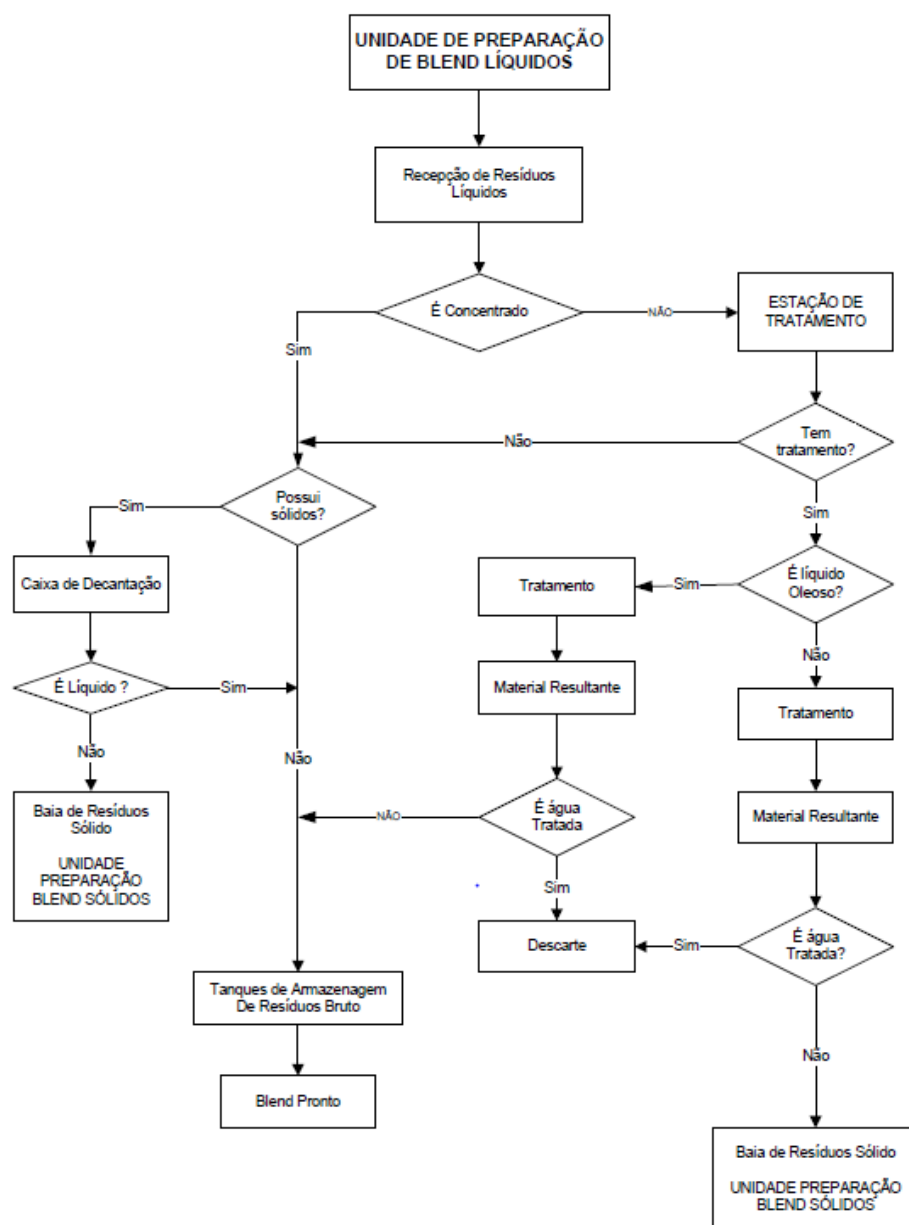 UNIDADE DE PREPARAÇÃO
DE BLEND LÍQUIDOS
Recepção de Resíduos
Líquidos
É Concentrado
NÃO
ESTAÇÃO DE
TRATAMENTO
Sim
Tem
tratamento?
Não
Possui
sólidos?
Sim
Sim
Caixa de Decantação
É líquido
Oleoso?
Sim
Tratamento
Não
É Líquido ?
Sim
Material Resultante
Tratamento
Não
Não
Baia de Resíduos
Sólido
UNIDADE
PREPARAÇÃO
BLEND SÓLIDOS
É água
Tratada
NÃO
Material Resultante
Sim
Descarte
Sim
É água
Tratada?
Tanques de Armazenagem
De Resíduos Bruto
Não
Blend Pronto
Baia de Resíduos Sólido
UNIDADE PREPARAÇÃO
BLEND SÓLIDOS